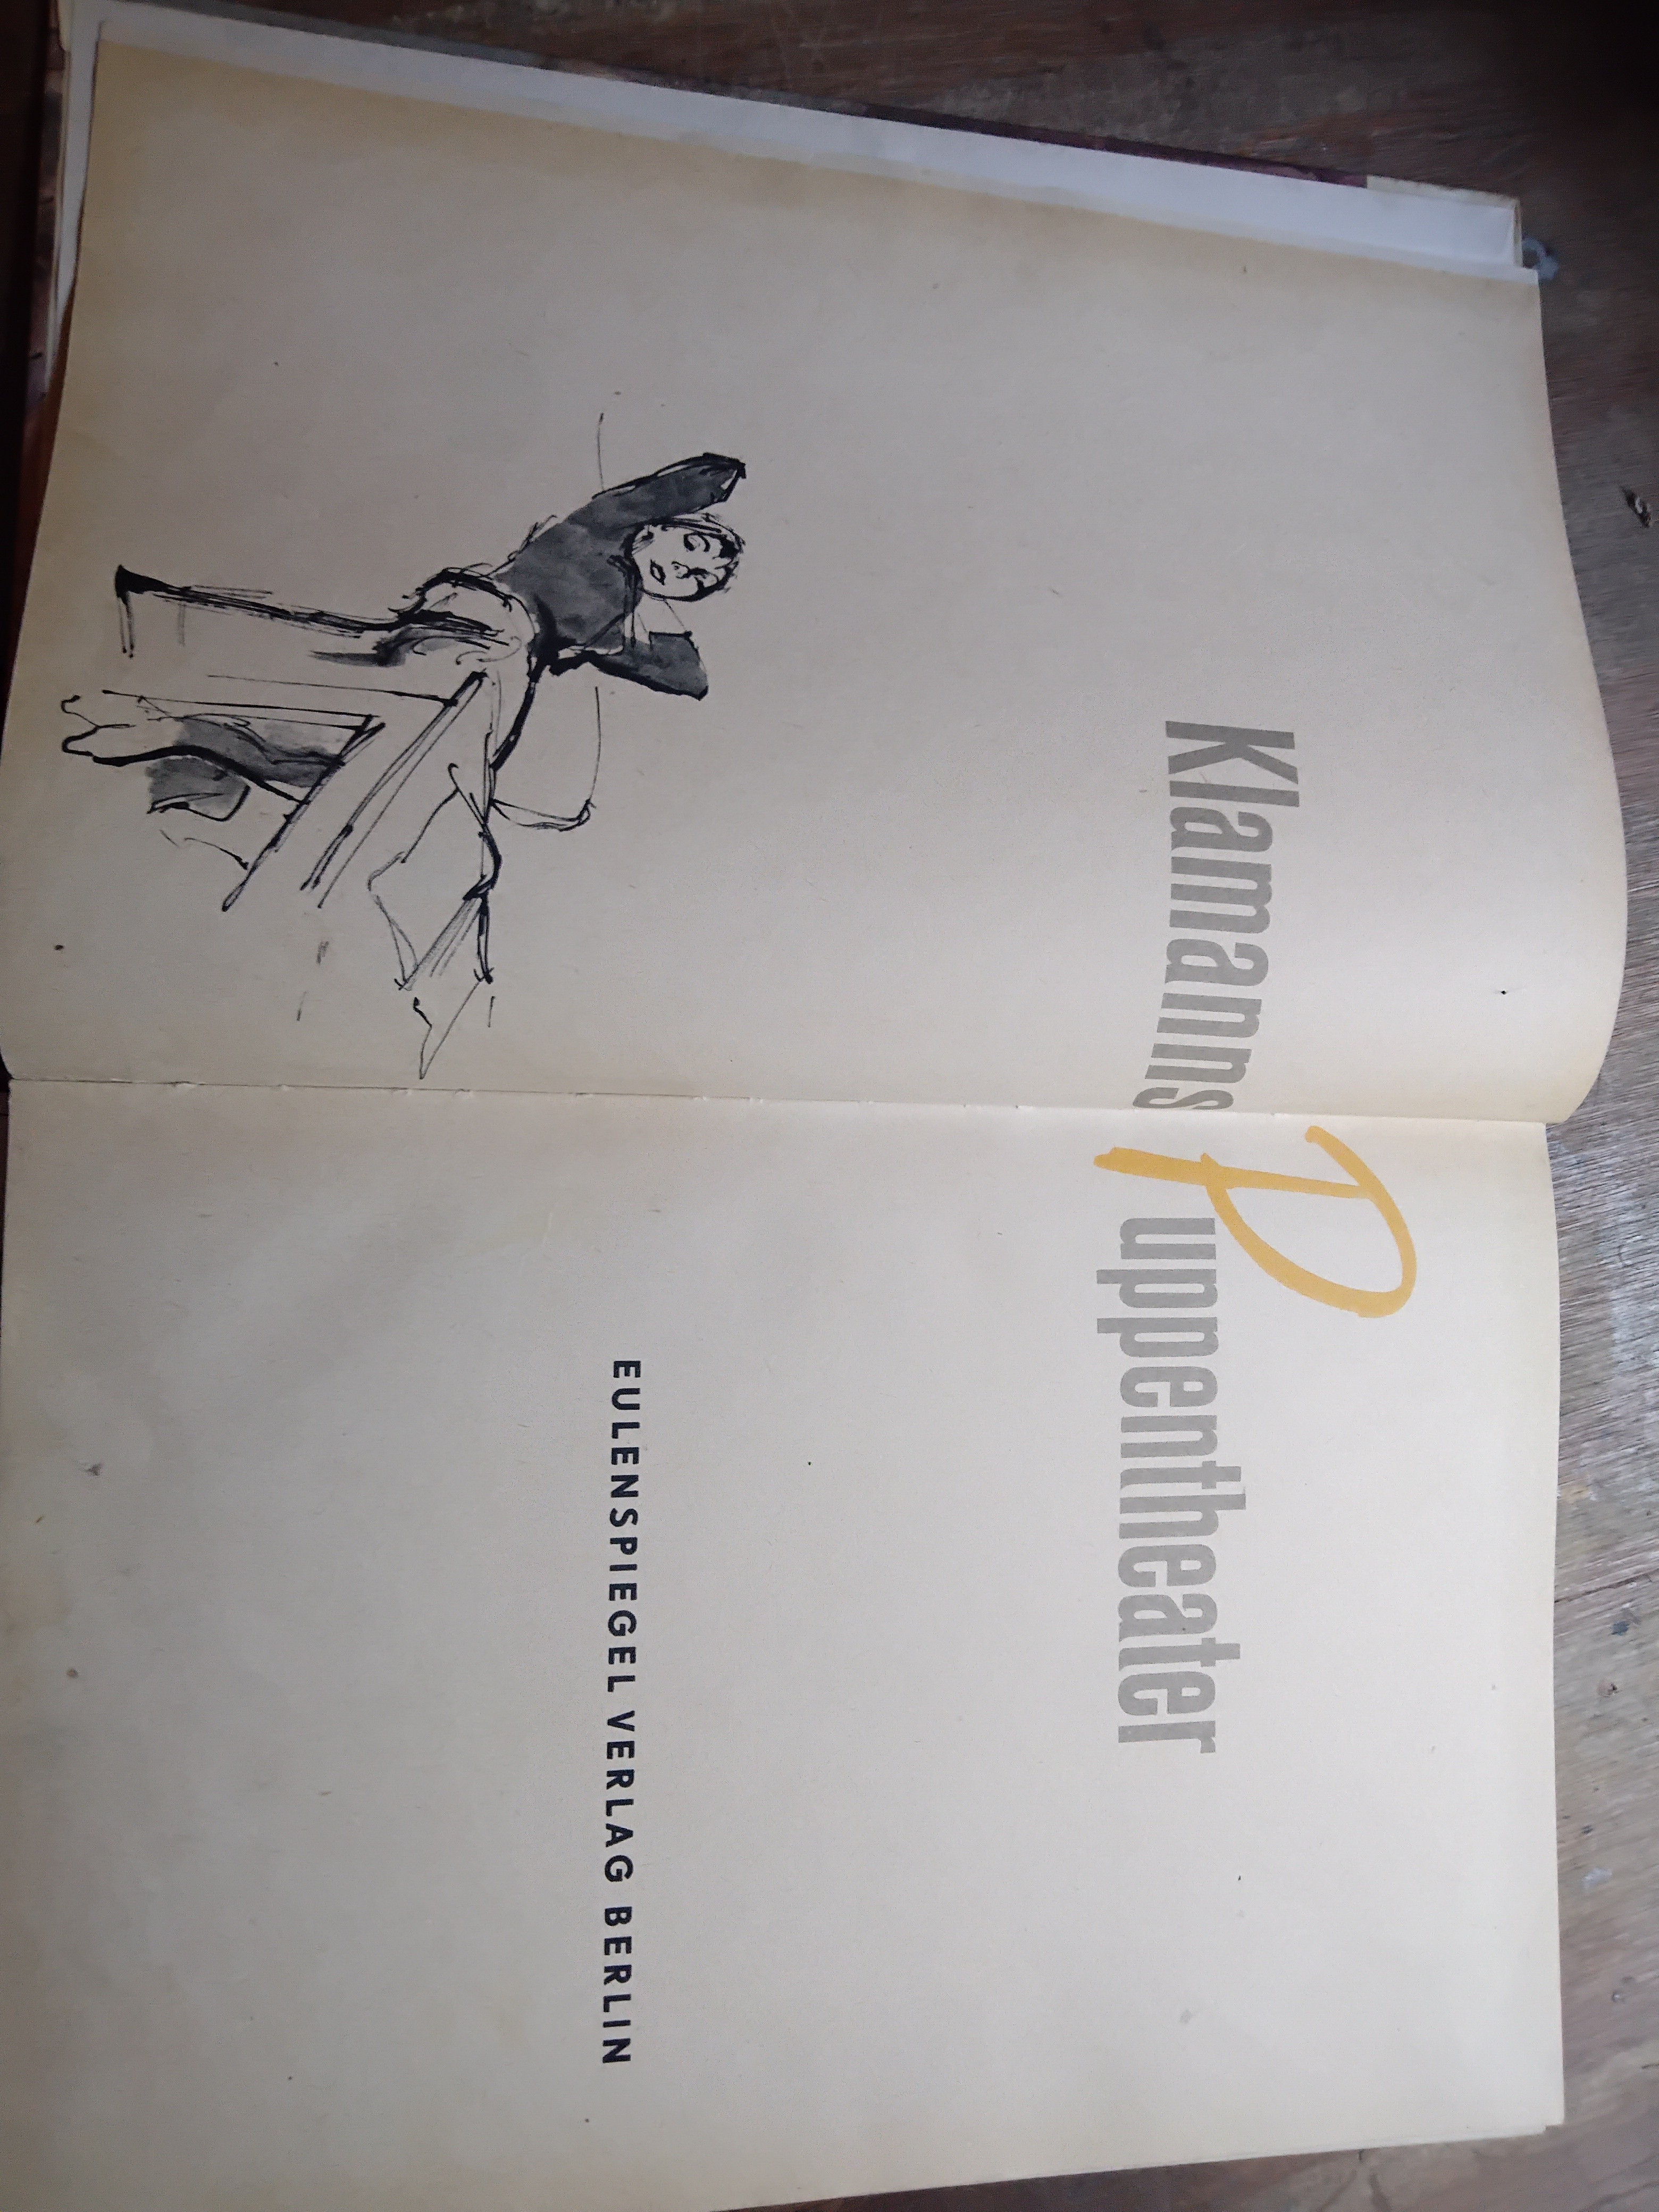 Klamanns Puppentheater
EULENSPIEGEL VERLAG BERLIN